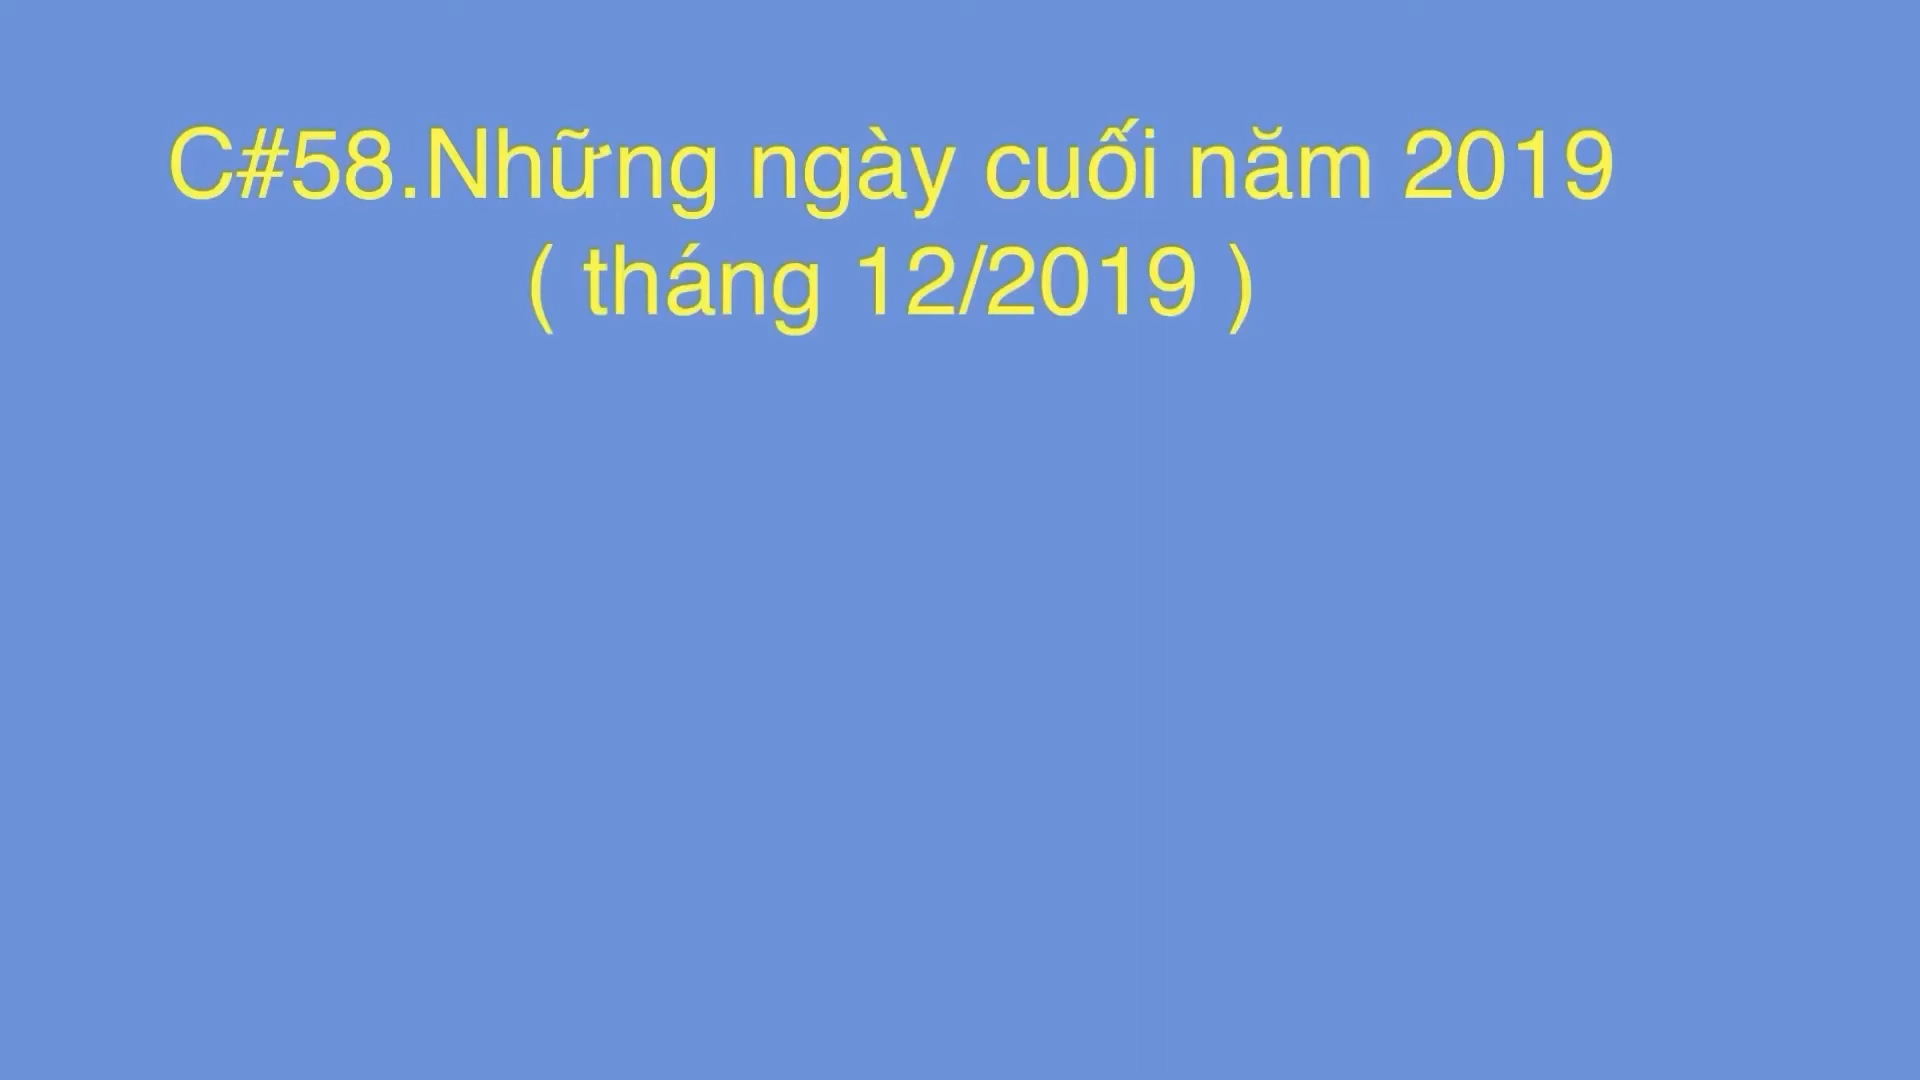 C#58.Những ngày cuối năm 2019
( tháng 12/2019 )